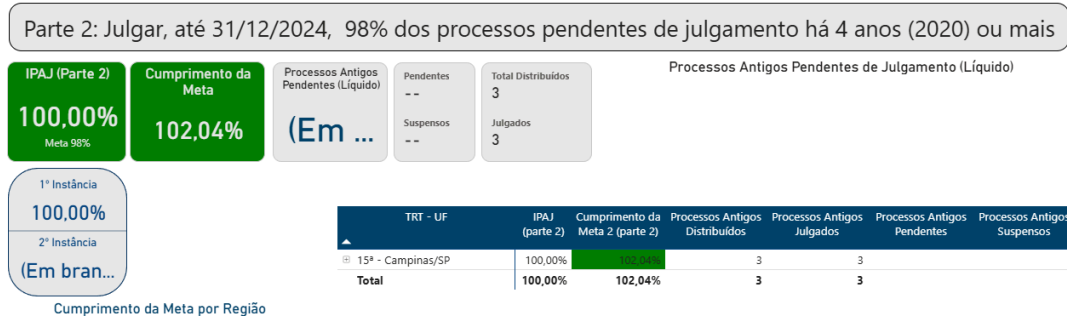 Parte 2: Julgar, até 31/12/2024, 98% dos processos pendentes de julgamento há 4 anos (2020) ou mais
IPAJ (Parte 2)
100,00%
Meta 98%
Cumprimento da
Meta
102,04%
Processos Antigos
Pendentes (Líquido)
(Em ...
Pendentes
--
Suspensos
--
Total Distribuídos
3
Julgados
3
Processos Antigos Pendentes de Julgamento (Líquido)
1° Instância
100,00%
2° Instância
(Em bran...
TRT - UF IPAJ (parte 2) Cumprimento da Meta 2 (parte 2) Processos Antigos Distribuídos Processos Antigos Julgados Processos Antigos Pendentes Processos Antigos Suspensos
15ª - Campinas/SP 100,00% 102,04% 3 3
Total 100,00% 102,04% 3 3
Cumprimento da Meta por Região